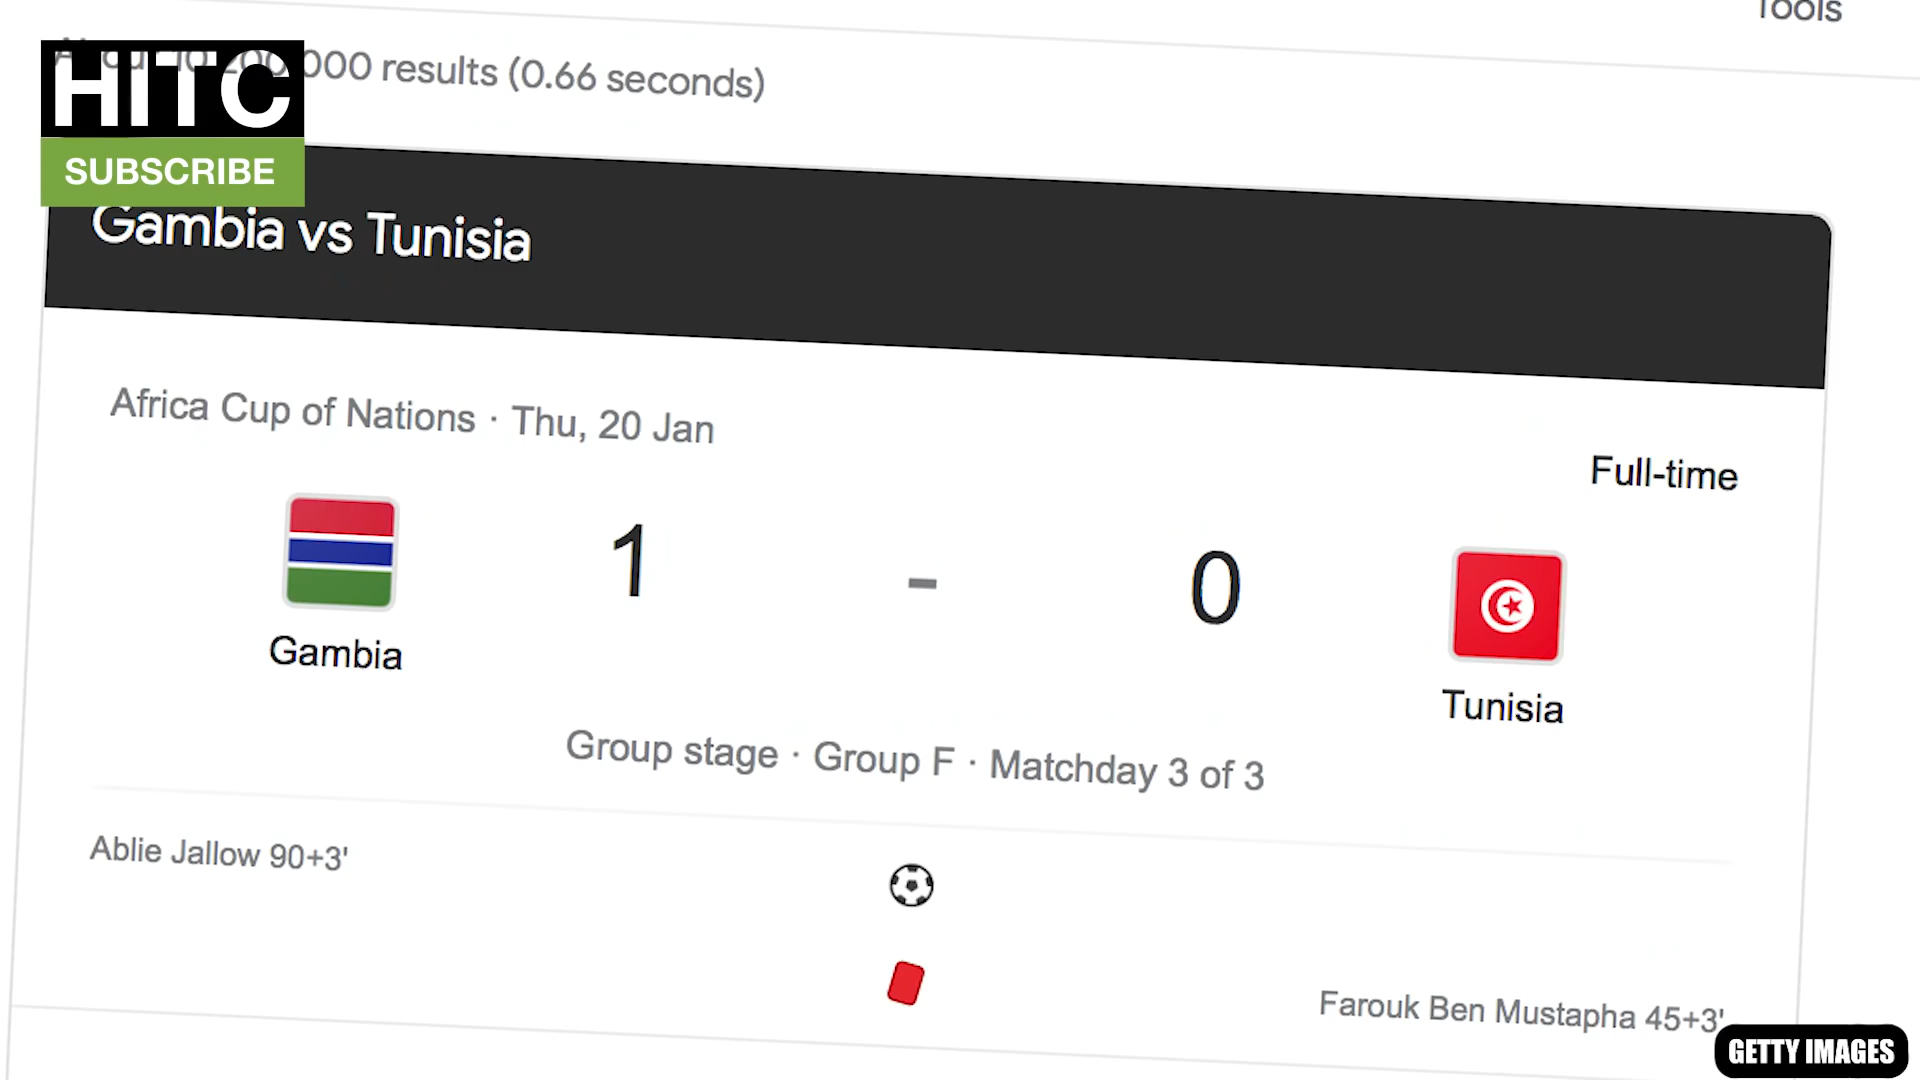 Tools
000 results (0.66 seconds)
HITC
SUBSCRIBE
Gambia vs Tunisia
Africa Cup of Nations · Thu, 20 Jan
Full-time
1 - 0
Gambia
Tunisia
Group stage · Group F · Matchday 3 of 3
Ablie Jallow 90+3'
Farouk Ben Mustapha 45+3'
GETTY IMAGES